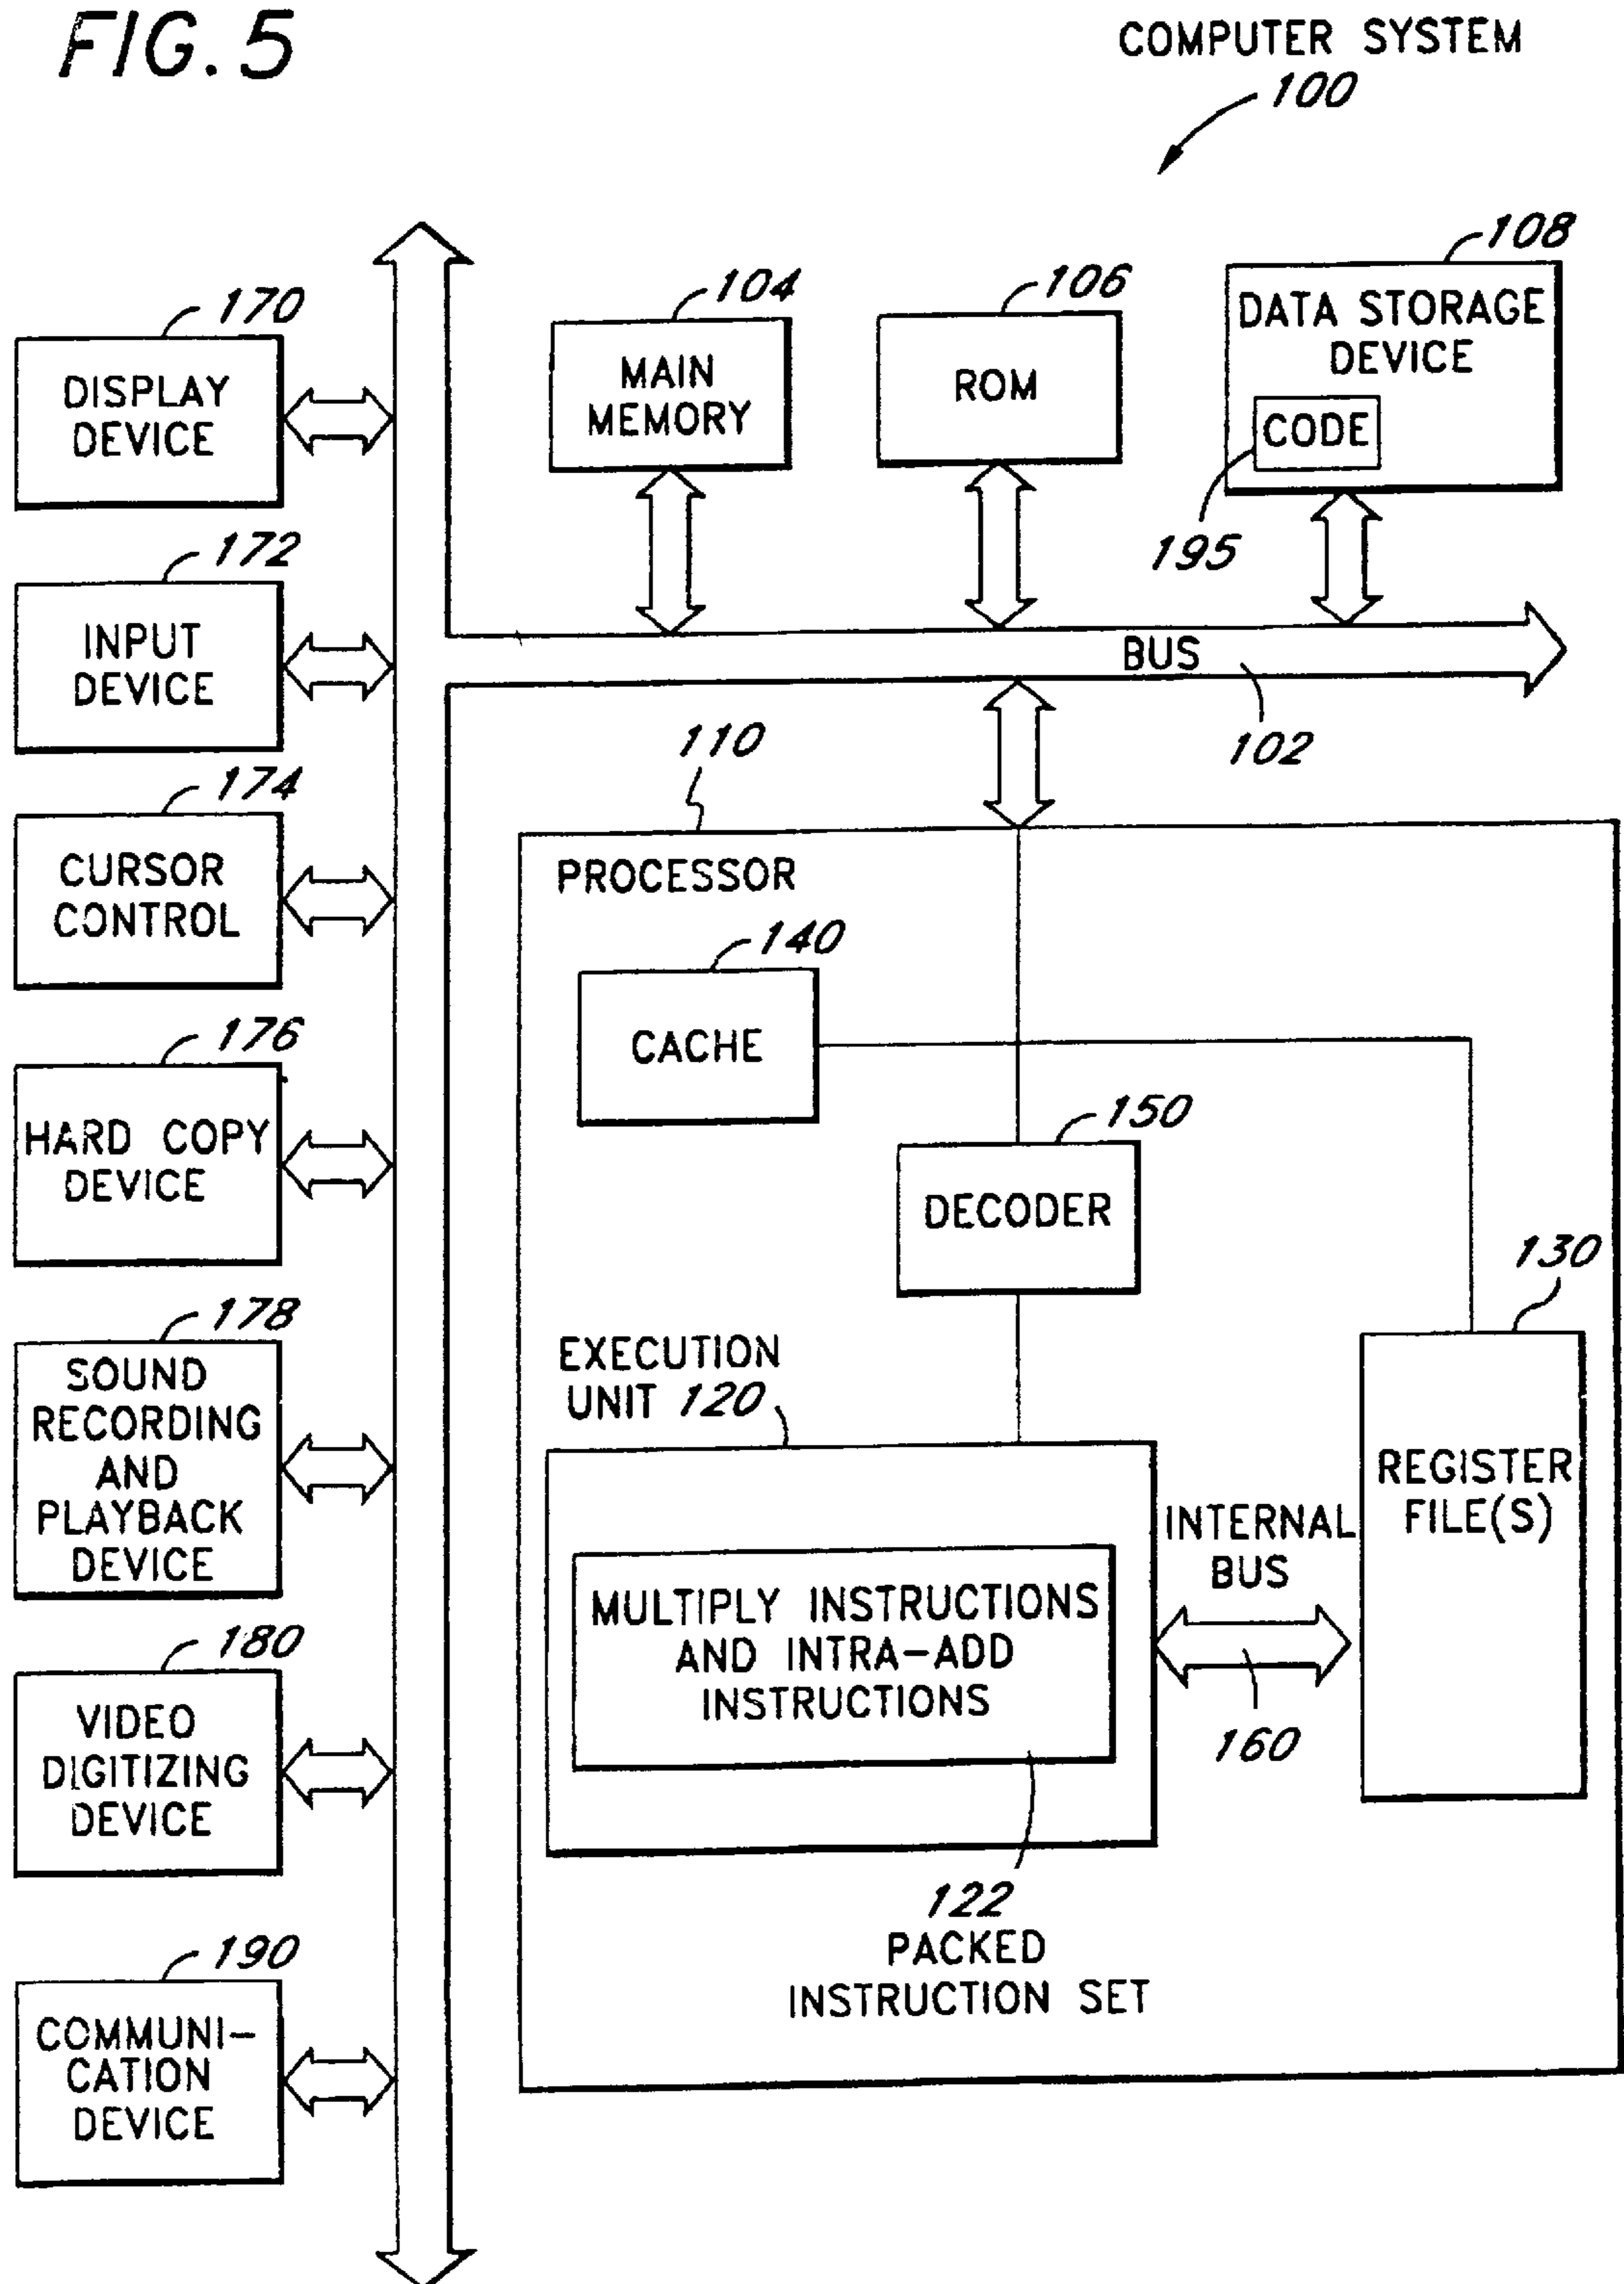 FIG. 5
COMPUTER SYSTEM
100
170
DISPLAY
DEVICE
172
INPUT
DEVICE
174
CURSOR
CONTROL
176
HARD COPY
DEVICE
178
SOUND
RECORDING
AND
PLAYBACK
DEVICE
180
VIDEO
DIGITIZING
DEVICE
190
COMMUNI-
CATION
DEVICE
104
MAIN
MEMORY
106
ROM
108
DATA STORAGE
DEVICE
CODE
195
BUS
102
110
PROCESSOR
140
CACHE
150
DECODER
130
REGISTER
FILE(S)
EXECUTION
UNIT 120
MULTIPLY INSTRUCTIONS
AND INTRA-ADD
INSTRUCTIONS
INTERNAL
BUS
160
122
PACKED
INSTRUCTION SET